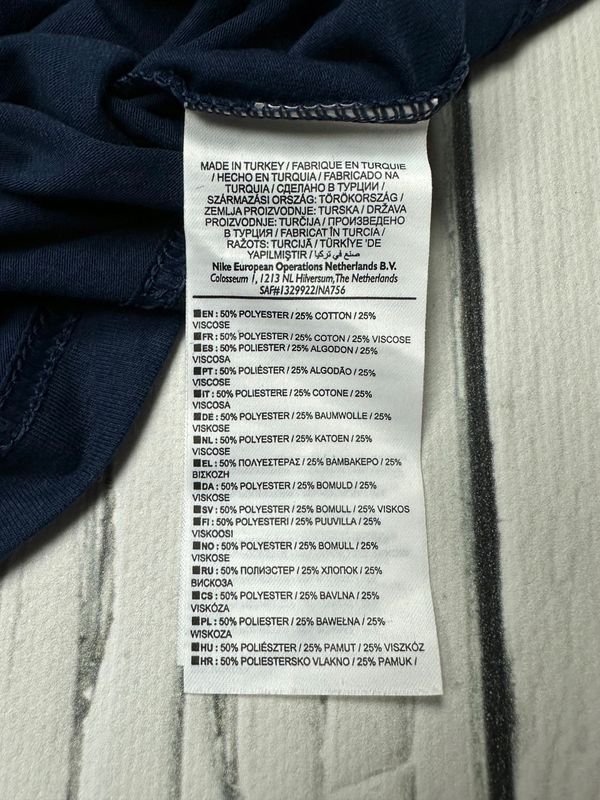 MADE IN TURKEY / FABRIQUE EN TURQUIE
/ HECHO EN TURQUIA / FABRICADO NA
TURQUIA / СДЕЛАНО В ТУРЦИИ /
SZÁRMAZÁSI ORSZÁG: TÖRÖKORSZÁG /
ZEMLJA PROIZVODNJE: TURSKA / DRŽAVA
PROIZVODNJE: TURČIJA / ПРОИЗВЕДЕНО
В ТУРЦИЯ / FABRICAT ÎN TURCIA /
RAŽOTS: TURCIJĀ / TÜRKİYE 'DE
YAPILMIŞTIR / صنع في تركيا
Nike European Operations Netherlands B.V.
Colosseum 1, 1213 NL Hilversum, The Netherlands
SAF#1329922/NA756
EN : 50% POLYESTER / 25% COTTON / 25%
VISCOSE
FR : 50% POLYESTER / 25% COTON / 25% VISCOSE
ES : 50% POLIESTER / 25% ALGODON / 25%
VISCOSA
PT : 50% POLIÉSTER / 25% ALGODÃO / 25%
VISCOSE
IT : 50% POLIESTERE / 25% COTONE / 25%
VISCOSA
DE : 50% POLYESTER / 25% BAUMWOLLE / 25%
VISKOSE
NL : 50% POLYESTER / 25% KATOEN / 25%
VISCOSE
EL : 50% ΠΟΛΥΕΣΤΕΡΑΣ / 25% ΒΑΜΒΑΚΕΡΟ / 25%
ΒΙΣΚΟΖΗ
DA : 50% POLYESTER / 25% BOMULD / 25%
VISKOSE
SV : 50% POLYESTER / 25% BOMULL / 25% VISKOS
FI : 50% POLYESTERI / 25% PUUVILLA / 25%
VISKOOSI
NO : 50% POLYESTER / 25% BOMULL / 25%
VISKOSE
RU : 50% ПОЛИЭСТЕР / 25% ХЛОПОК / 25%
ВИСКОЗА
CS : 50% POLYESTER / 25% BAVLNA / 25%
VISKÓZA
PL : 50% POLIESTER / 25% BAWEŁNA / 25%
WISKOZA
HU : 50% POLIÉSZTER / 25% PAMUT / 25% VISZKÓZ
HR : 50% POLIESTERSKO VLAKNO / 25% PAMUK /